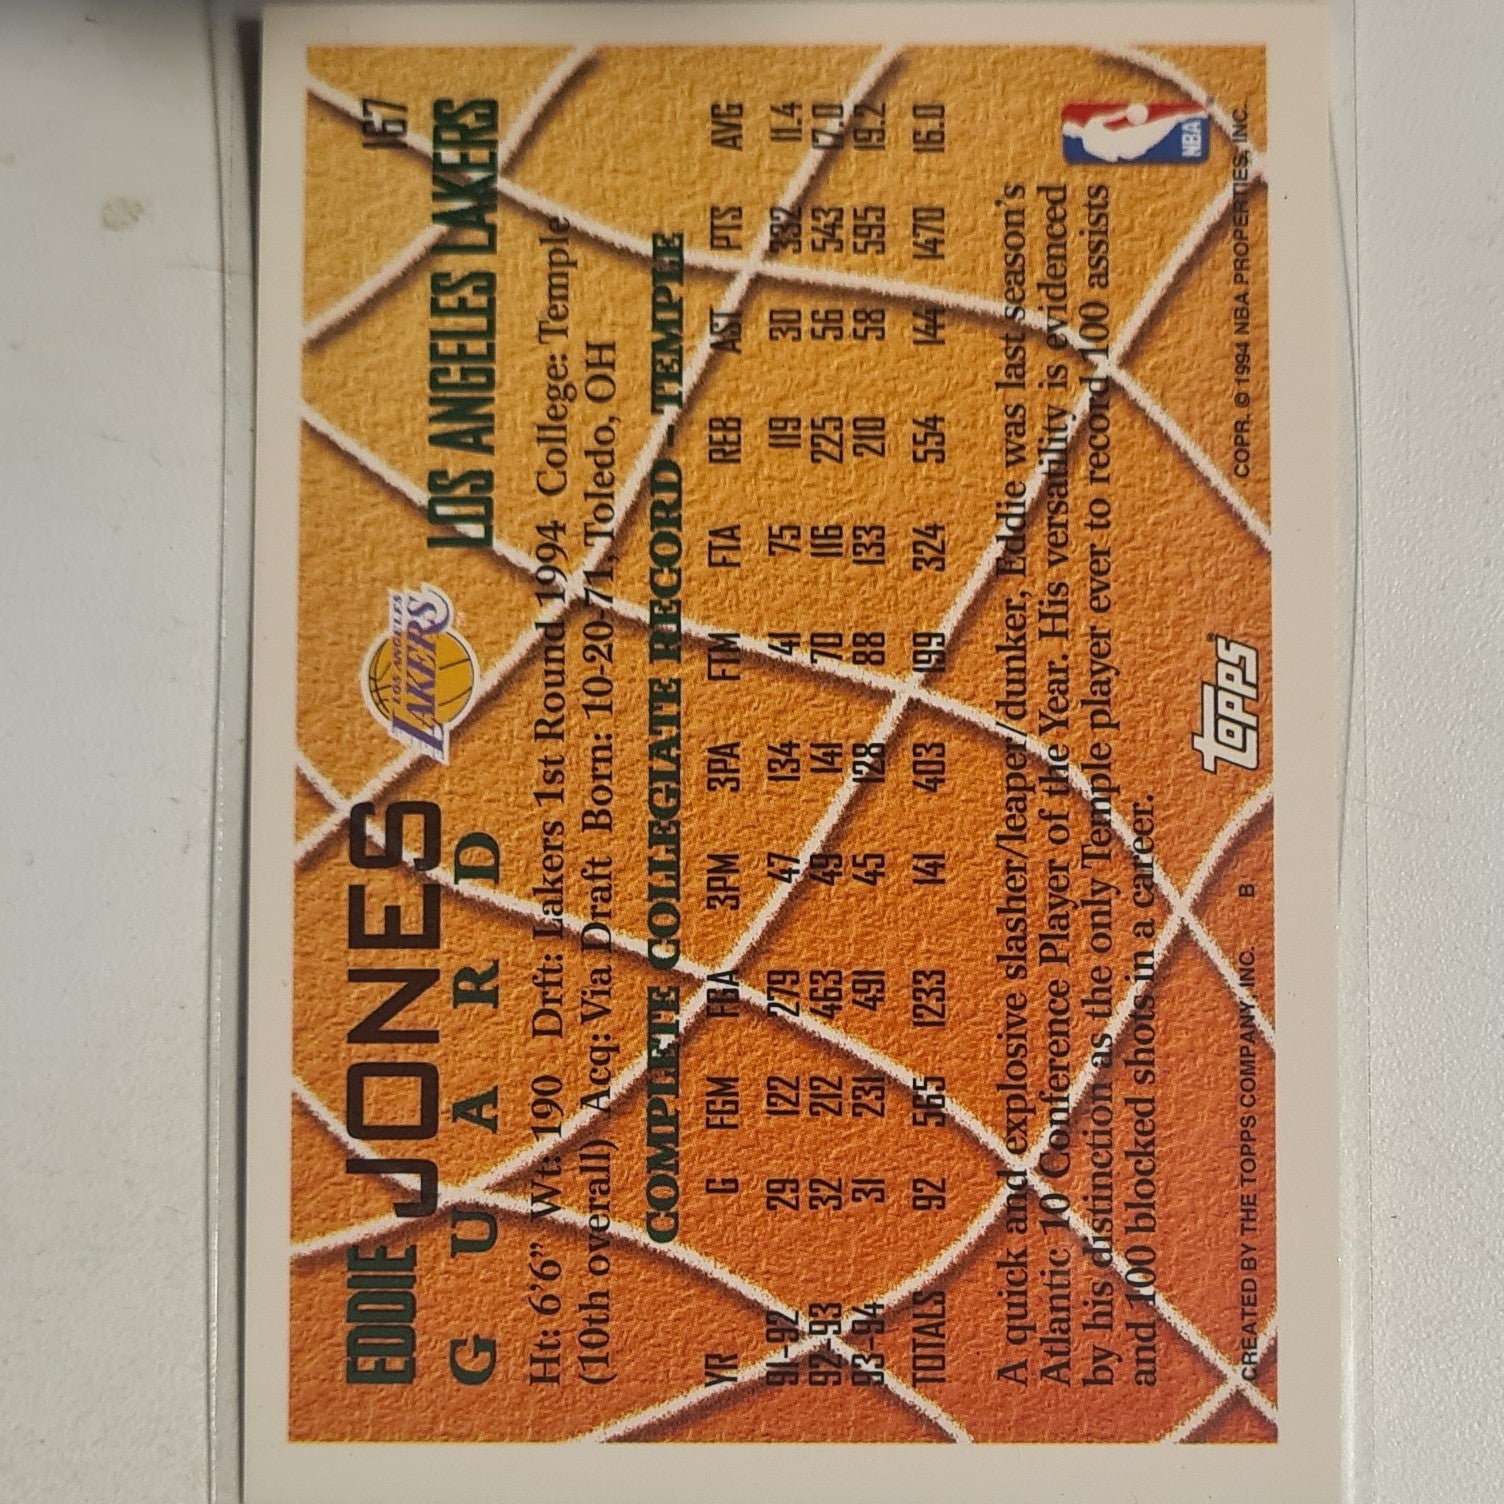 167
EDDIE JONES
LOS ANGELES LAKERS
LOS ANGELES LAKERS
GUARD
Ht: 6'6” Wt: 190 Drft: Lakers 1st Round 1994 College: Temple
(10th overall) Acq: Via Draft Born: 10-20-71, Toledo, OH
COMPLETE COLLEGIATE RECORD - TEMPLE
YR G FGM FGA 3PM 3PA FTM FTA REB AST PTS AVG
91-92 29 122 279 47 134 41 75 119 30 332 11.4
92-93 32 212 463 49 141 70 116 225 56 543 17.0
93-94 31 231 491 45 128 88 133 210 58 595 19.2
TOTALS 92 565 1233 141 403 199 324 554 144 1470 16.0
A quick and explosive slasher/leaper/dunker, Eddie was last season's
Atlantic 10 Conference Player of the Year. His versatility is evidenced
by his distinction as the only Temple player ever to record 100 assists
and 100 blocked shots in a career.
NBA
TOPPS
CREATED BY THE TOPPS COMPANY, INC. B COPR. © 1994 NBA PROPERTIES, INC.